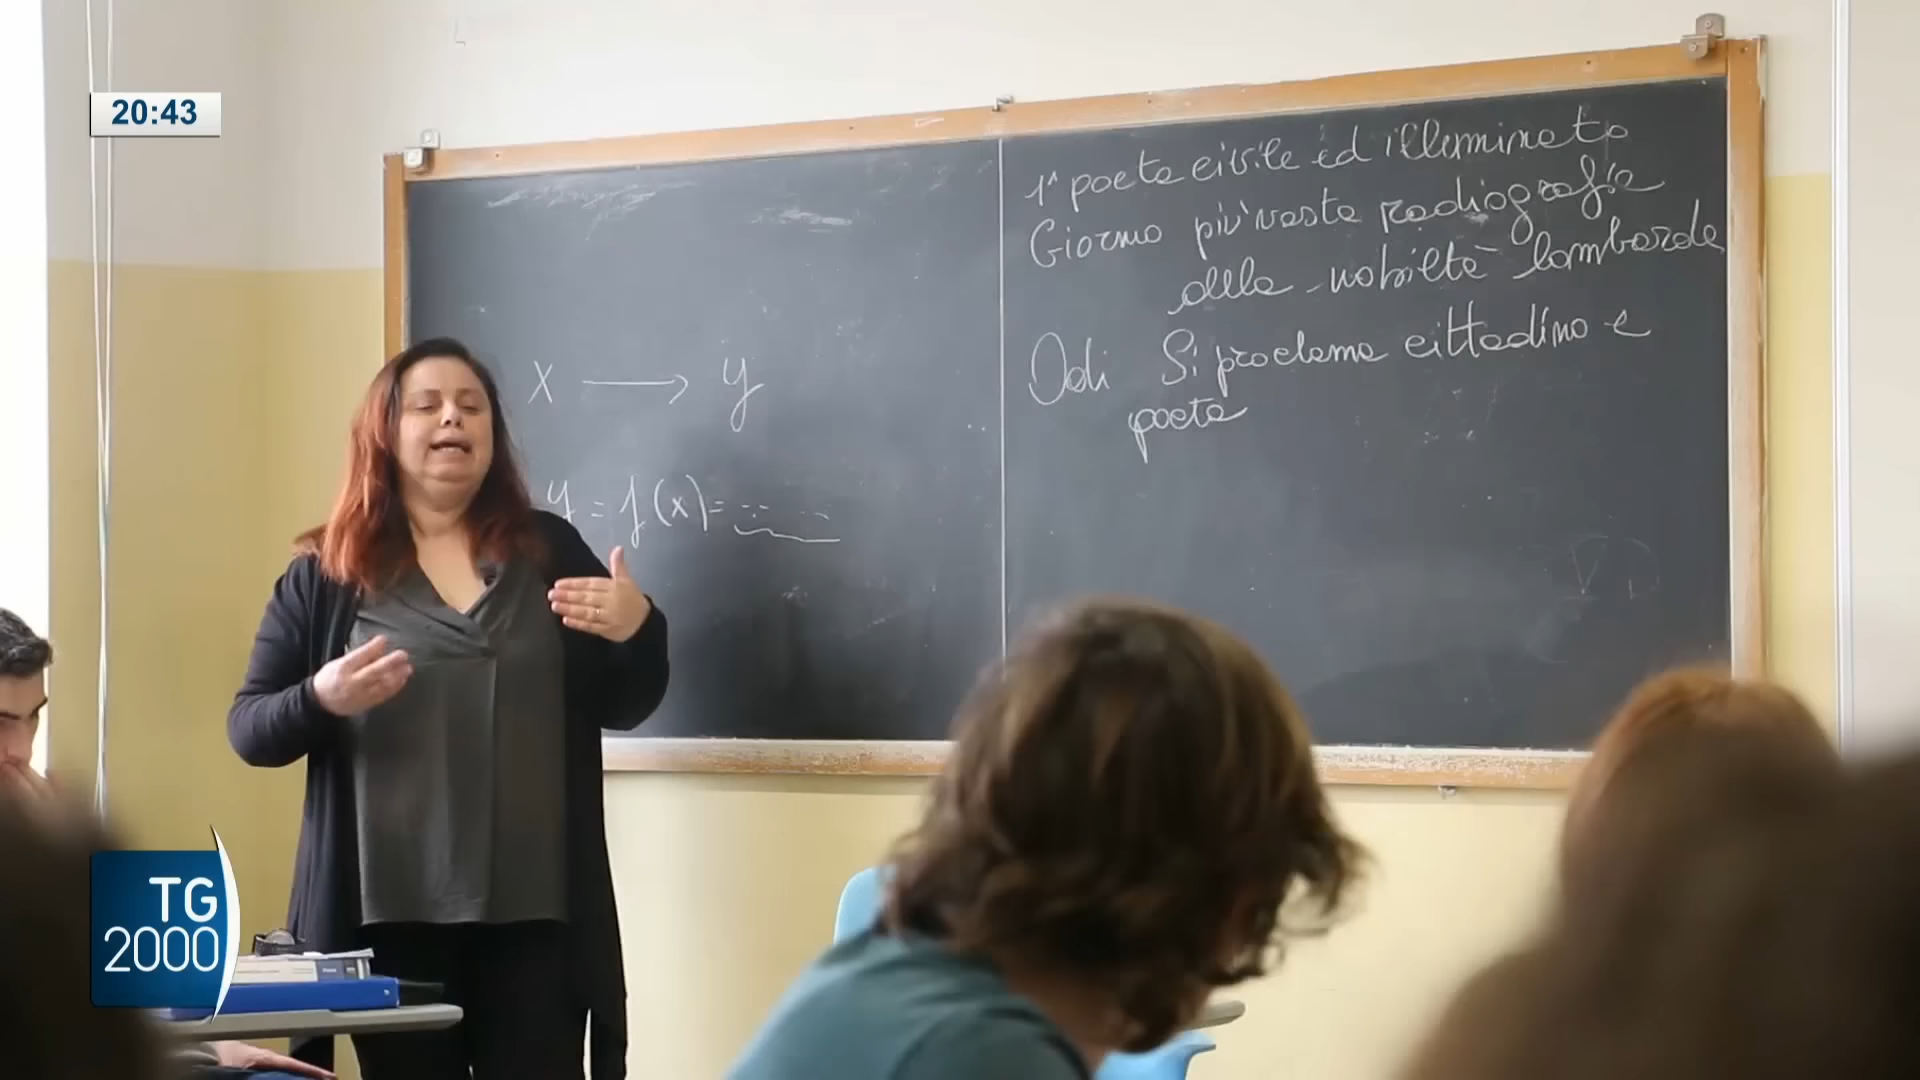 20:43
1^ poeta civile ed illuminato
Giorno più vasta radiografia
della nobiltà lombarda
Odi Si proclama cittadino e
poeta
x → y
y = f(x) =
TG
2000